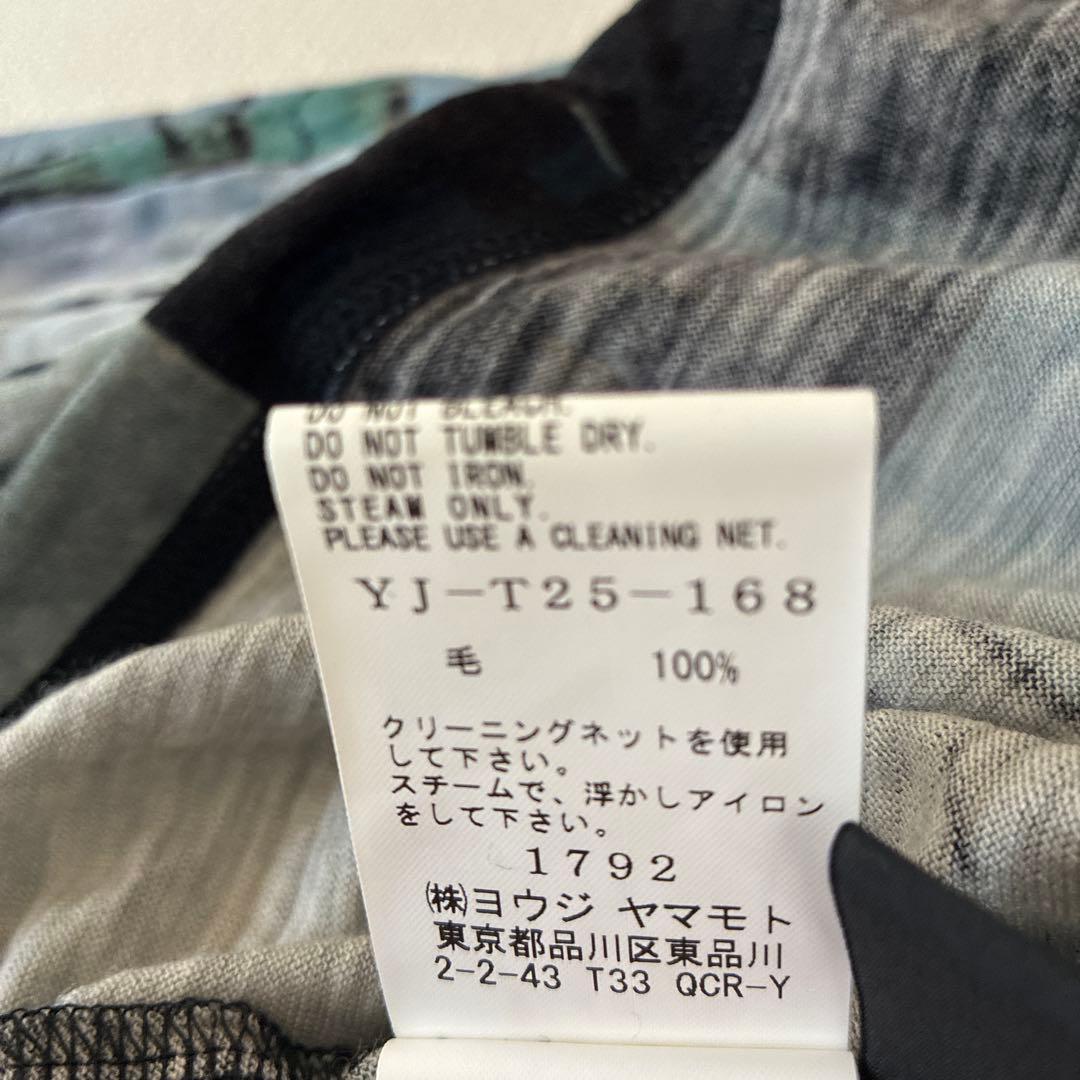 DO NOT BLEACH.
DO NOT TUMBLE DRY.
DO NOT IRON.
STEAM ONLY.
PLEASE USE A CLEANING NET.
YJ-T25-168
毛 100%
クリーニングネットを使用
して下さい。
スチームで、浮かしアイロン
をして下さい。
1792
㈱ヨウジ ヤマモト
東京都品川区東品川
2-2-43 T33 QCR-Y